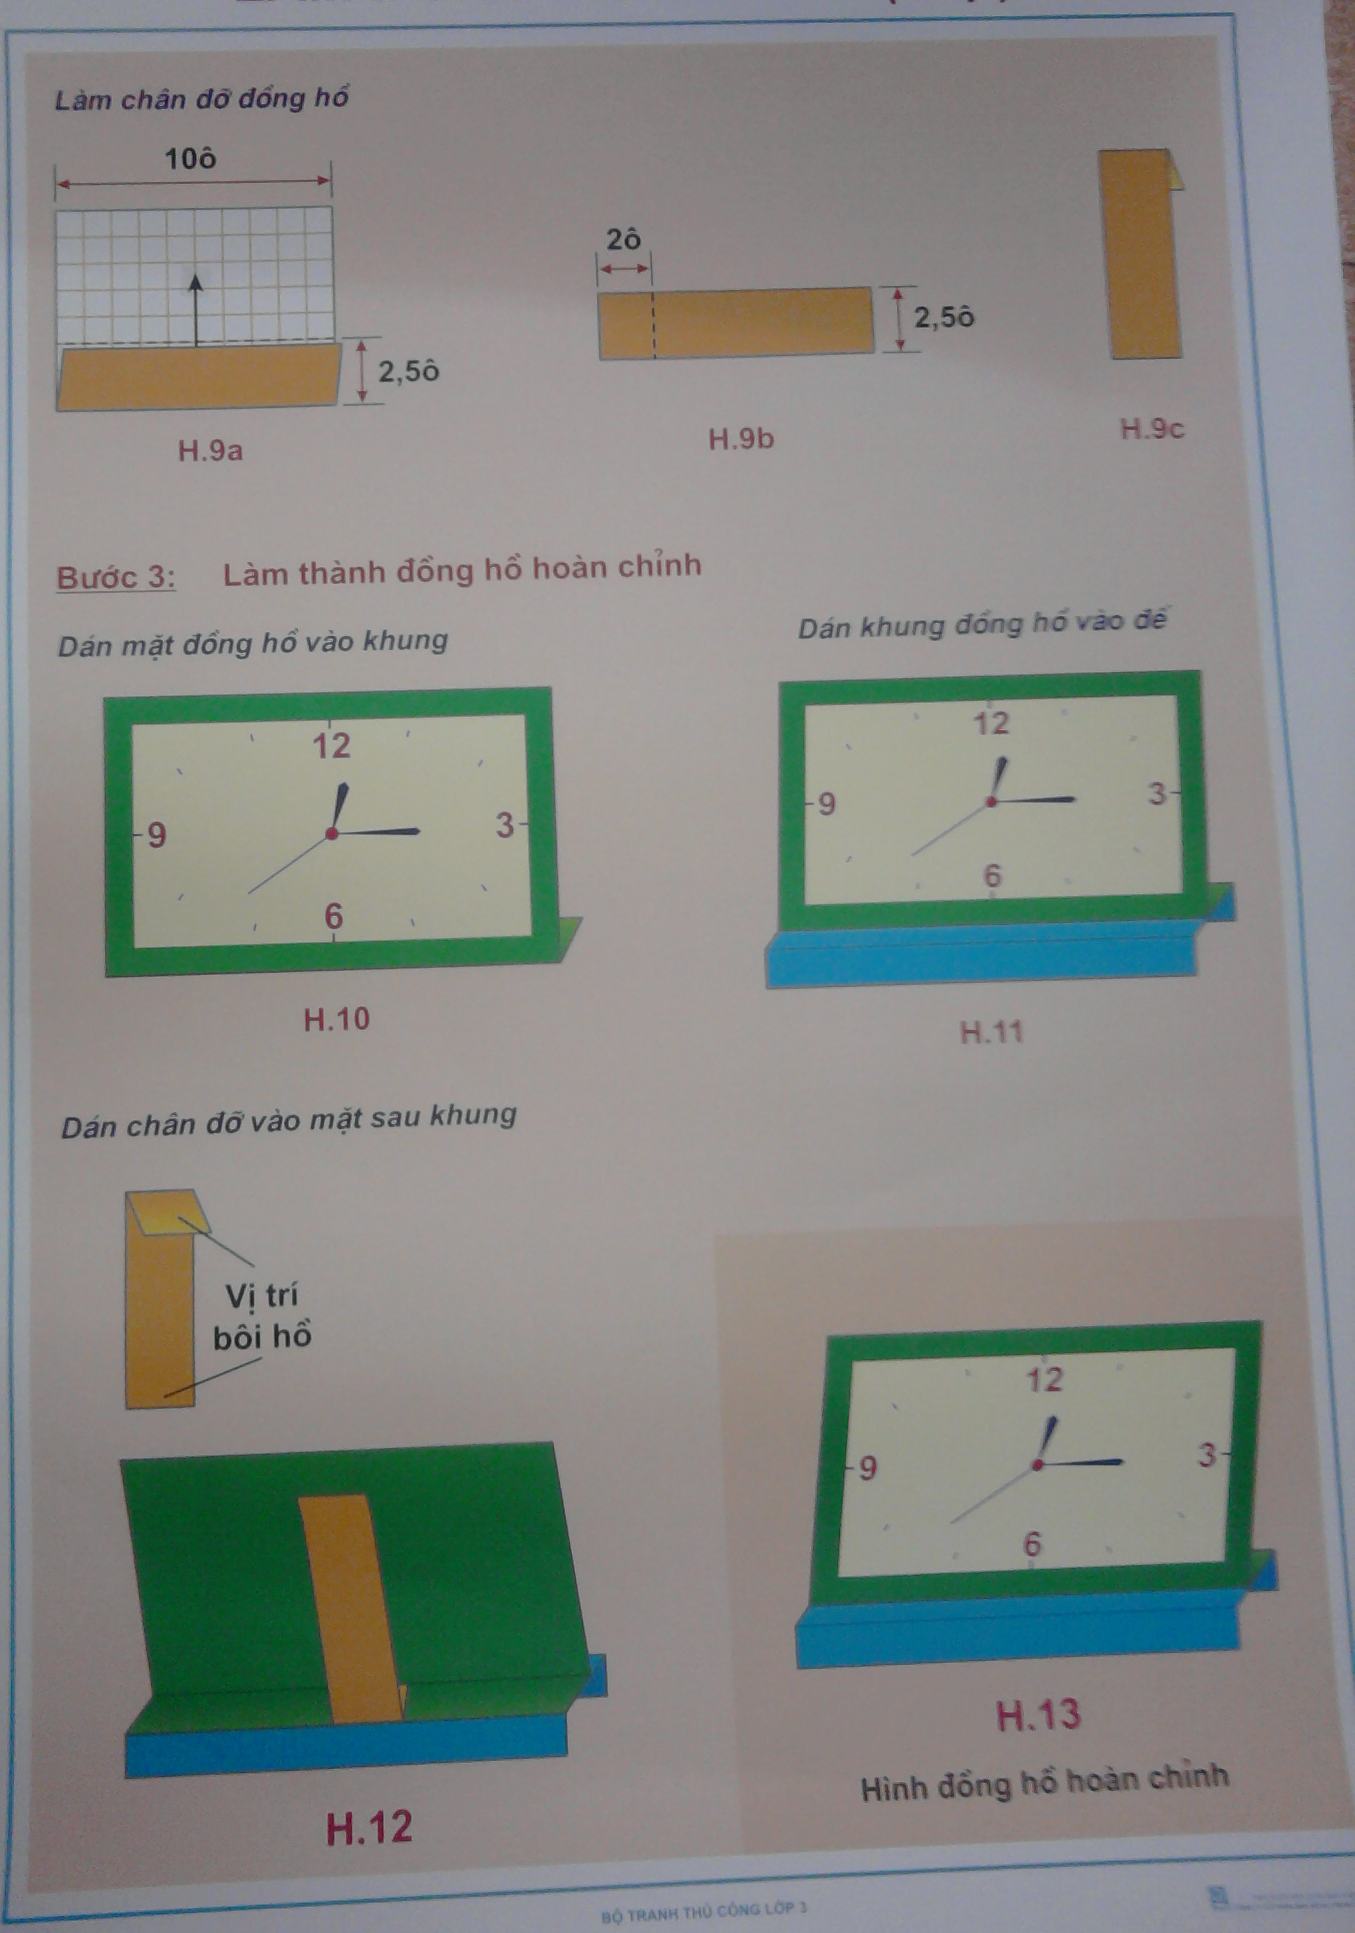 Làm chân đỡ đồng hồ
10ô
2,5ô
H.9a
2ô
2,5ô
H.9b
H.9c
Bước 3: Làm thành đồng hồ hoàn chỉnh
Dán mặt đồng hồ vào khung
12
9
3
6
H.10
Dán khung đồng hồ vào đế
12
9
3
6
H.11
Dán chân đỡ vào mặt sau khung
Vị trí
bôi hồ
H.12
12
9
3
6
H.13
Hình đồng hồ hoàn chỉnh
BỘ TRANH THỦ CÔNG LỚP 3